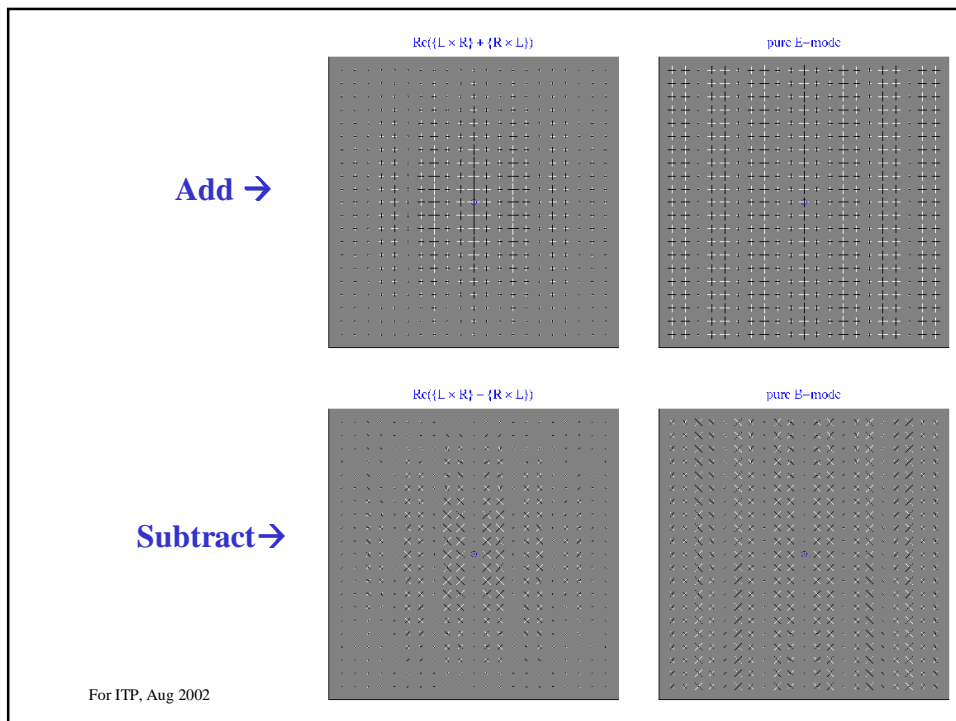 Re({L × R} + {R × L})
pure E−mode
Add →
Re({L × R} − {R × L})
pure B−mode
Subtract→
For ITP, Aug 2002